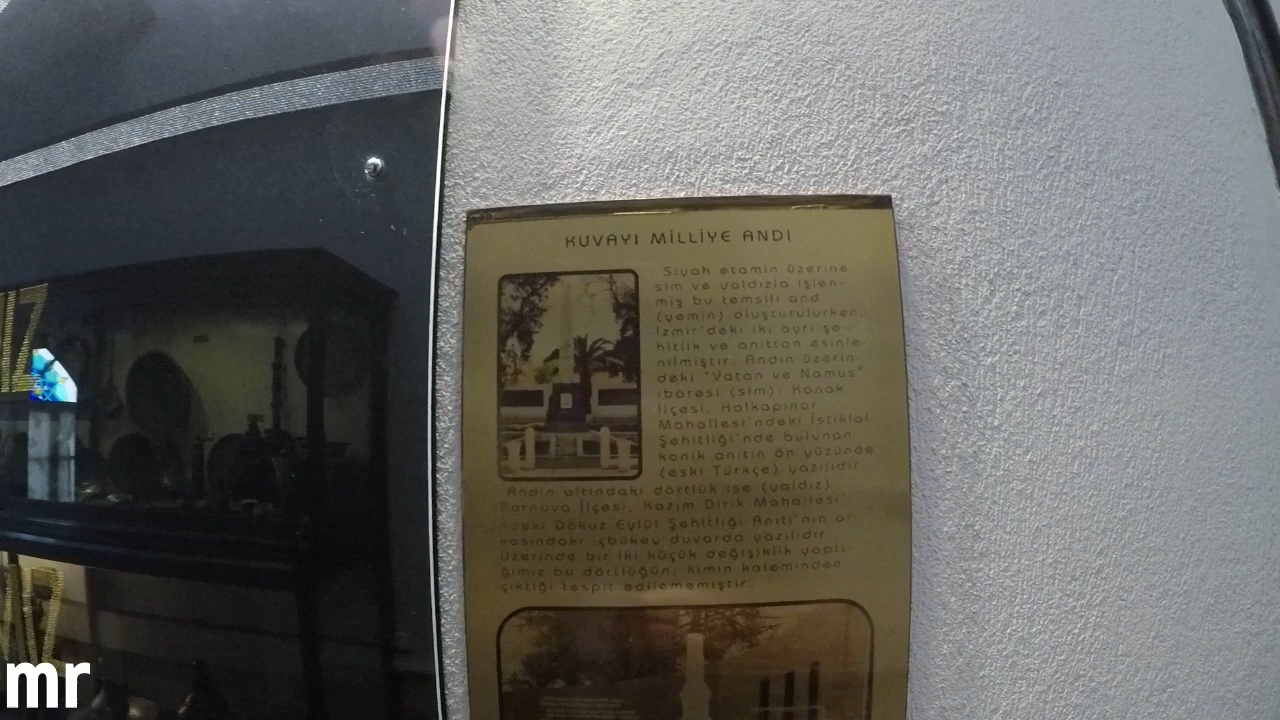 KUVAYI MİLLİYE ANDI
Siyah etamin üzerine
sim ve yaldızla işlen-
miş bu temsili and
(yemin) oluşturulurken,
İzmir'deki iki ayrı şe-
hitlik ve anıttan esinle-
nilmiştir. Andın üzerin-
deki "Vatan ve Namus"
ibaresi (sim); Konak
İlçesi, Halkapınar
Mahallesi'ndeki İstiklal
Şehitliği'nde bulunan
konik anıtın ön yüzünde
(eski Türkçe) yazılıdır.
Andın altındaki dörtlük ise (yaldız)
Bornova İlçesi, Kazım Dirik Mahallesi'
ndeki Dokuz Eylül Şehitliği Anıtı'nın ar-
kasındaki içbükey duvarda yazılıdır.
Üzerinde bir iki küçük değişiklik yaptı-
ğımız bu dörtlüğün, kimin kaleminden
çıktığı tespit edilememiştir.
IZ
mr